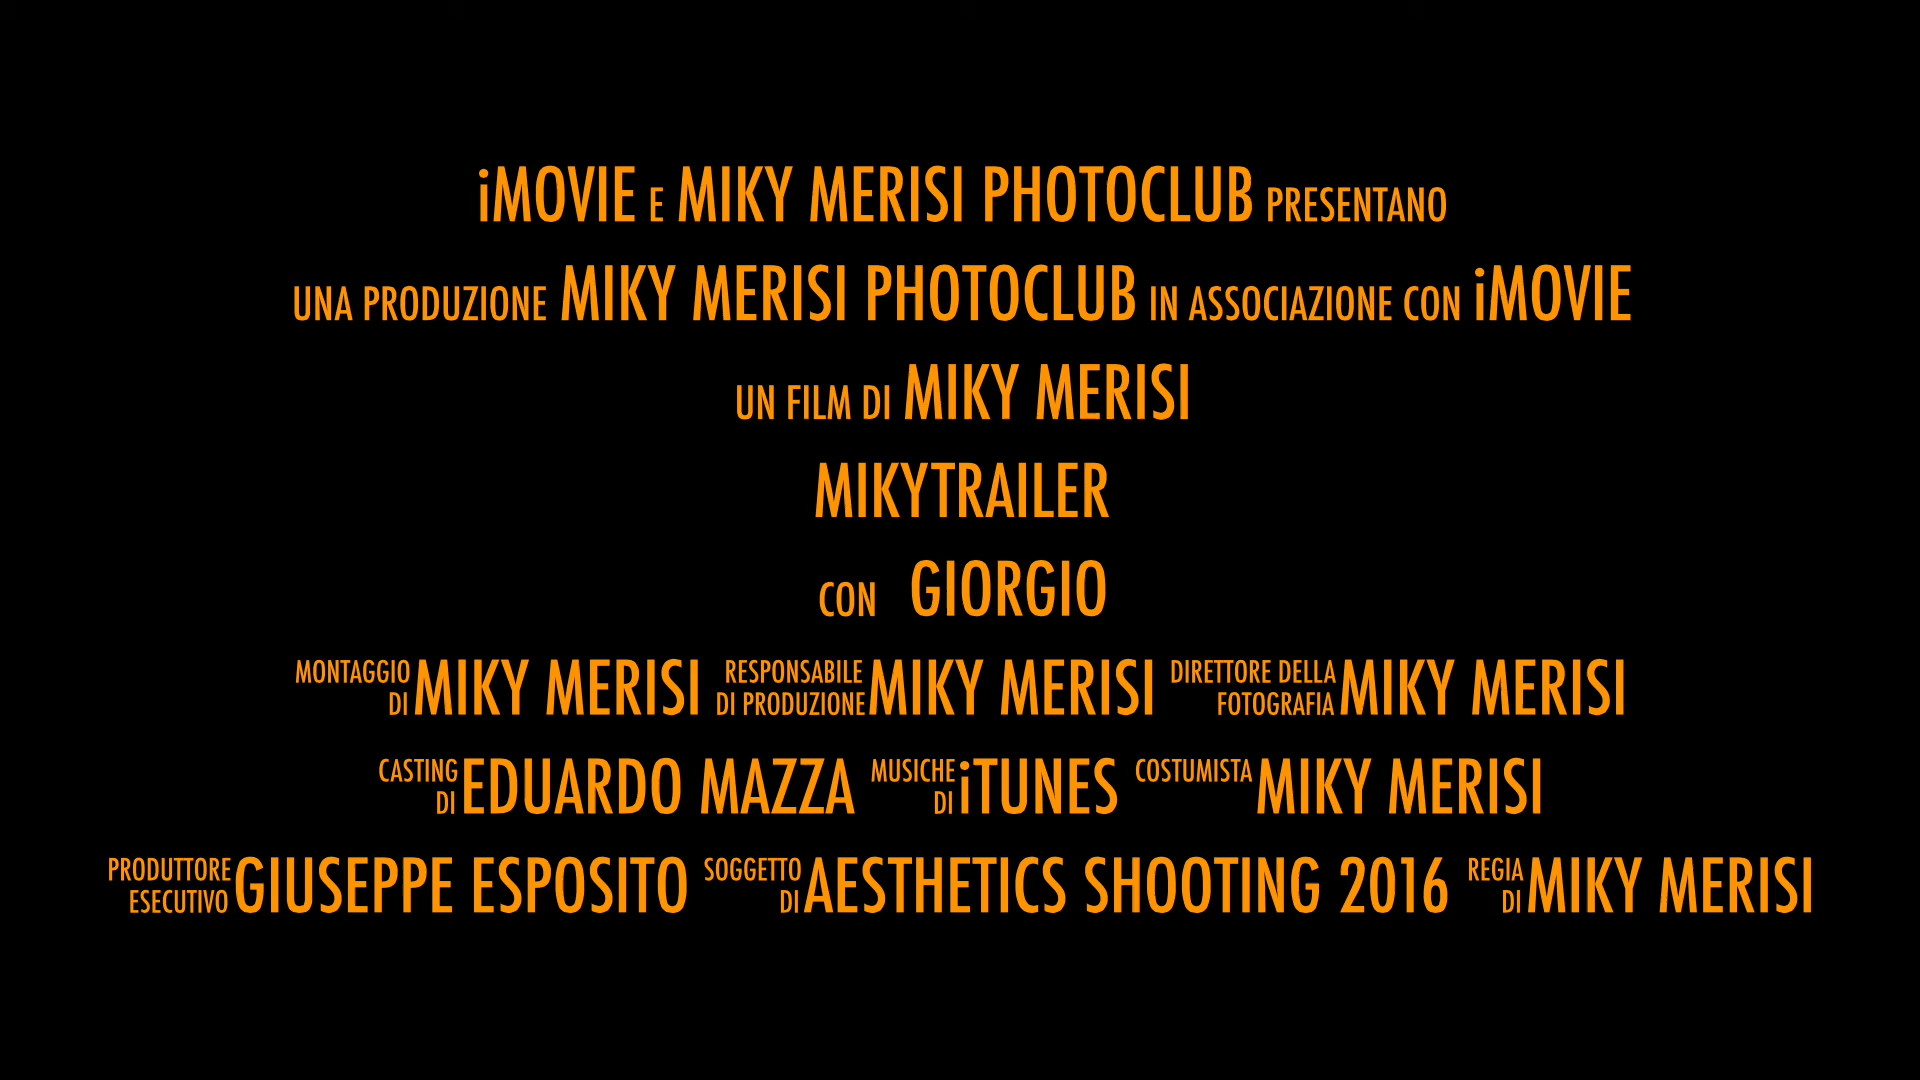 iMOVIE E MIKY MERISI PHOTOCLUB PRESENTANO
UNA PRODUZIONE MIKY MERISI PHOTOCLUB IN ASSOCIAZIONE CON iMOVIE
UN FILM DI MIKY MERISI
MIKYTRAILER
CON GIORGIO
MONTAGGIO DI MIKY MERISI RESPONSABILE DI PRODUZIONE MIKY MERISI DIRETTORE DELLA FOTOGRAFIA MIKY MERISI
CASTING DI EDUARDO MAZZA MUSICHE DI iTUNES COSTUMISTA MIKY MERISI
PRODUTTORE ESECUTIVO GIUSEPPE ESPOSITO SOGGETTO DI AESTHETICS SHOOTING 2016 REGIA DI MIKY MERISI